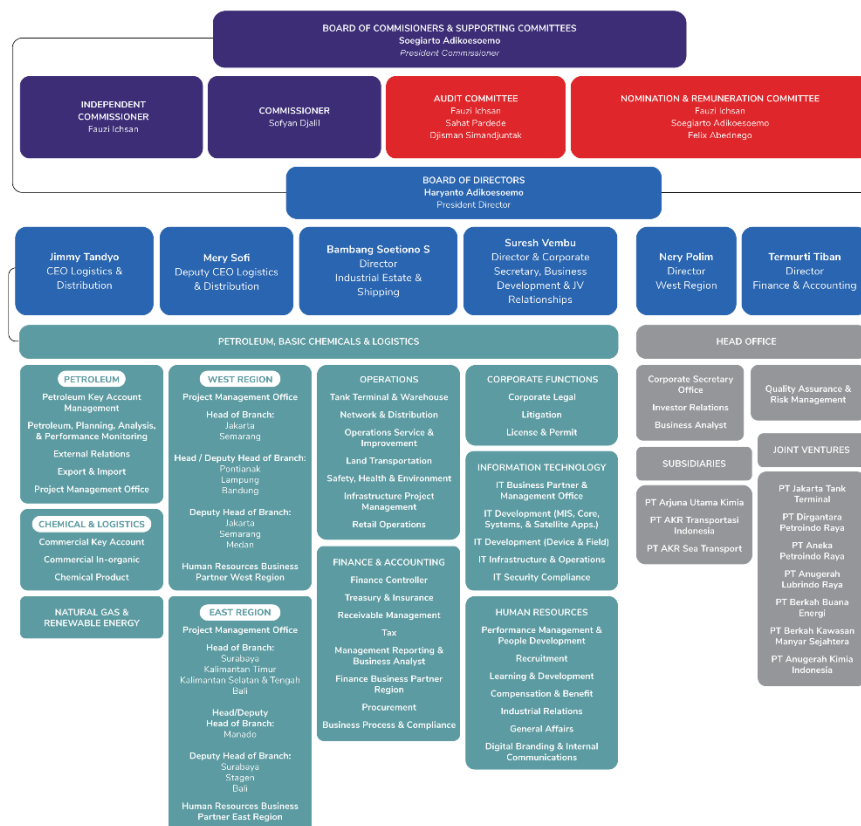 BOARD OF COMMISIONERS & SUPPORTING COMMITTEES
Soegiarto Adikoesoemo
President Commissioner
INDEPENDENT
COMMISSIONER
Fauzi Ichsan
COMMISSIONER
Sofyan Djalil
AUDIT COMMITTEE
Fauzi Ichsan
Sahat Pardede
Djisman Simandjuntak
NOMINATION & REMUNERATION COMMITTEE
Fauzi Ichsan
Soegiarto Adikoesoemo
Felix Abednego
BOARD OF DIRECTORS
Haryanto Adikoesoemo
President Director
Jimmy Tandyo
CEO Logistics &
Distribution
Mery Sofi
Deputy CEO Logistics
& Distribution
Bambang Soetiono S
Director
Industrial Estate &
Shipping
Suresh Vembu
Director & Corporate
Secretary, Business
Development & JV
Relationships
Nery Polim
Director
West Region
Termurti Tiban
Director
Finance & Accounting
PETROLEUM, BASIC CHEMICALS & LOGISTICS
HEAD OFFICE
PETROLEUM
Petroleum Key Account
Management
Petroleum, Planning, Analysis,
& Performance Monitoring
External Relations
Export & Import
Project Management Office
CHEMICAL & LOGISTICS
Commercial Key Account
Commercial In-organic
Chemical Product
NATURAL GAS &
RENEWABLE ENERGY
WEST REGION
Project Management Office
Head of Branch:
Jakarta
Semarang
Head / Deputy Head of Branch:
Pontianak
Lampung
Bandung
Deputy Head of Branch:
Jakarta
Semarang
Medan
Human Resources Business
Partner West Region
EAST REGION
Project Management Office
Head of Branch:
Surabaya
Kalimantan Timur
Kalimantan Selatan & Tengah
Bali
Head/Deputy
Head of Branch:
Manado
Deputy Head of Branch:
Surabaya
Stagen
Bali
Human Resources Business
Partner East Region
OPERATIONS
Tank Terminal & Warehouse
Network & Distribution
Operations Service &
Improvement
Land Transportation
Safety, Health & Environment
Infrastructure Project
Management
Retail Operations
FINANCE & ACCOUNTING
Finance Controller
Treasury & Insurance
Receivable Management
Tax
Management Reporting &
Business Analyst
Finance Business Partner
Region
Procurement
Business Process & Compliance
CORPORATE FUNCTIONS
Corporate Legal
Litigation
License & Permit
INFORMATION TECHNOLOGY
IT Business Partner &
Management Office
IT Development (MIS, Core,
Systems, & Satellite Apps.)
IT Development (Device & Field)
IT Infrastructure & Operations
IT Security Compliance
HUMAN RESOURCES
Performance Management &
People Development
Recruitment
Learning & Development
Compensation & Benefit
Industrial Relations
General Affairs
Digital Branding & Internal
Communications
Corporate Secretary
Office
Investor Relations
Business Analyst
SUBSIDIARIES
PT Arjuna Utama Kimia
PT AKR Transportasi
Indonesia
PT AKR Sea Transport
Quality Assurance &
Risk Management
JOINT VENTURES
PT Jakarta Tank
Terminal
PT Dirgantara
Petroindo Raya
PT Aneka
Petroindo Raya
PT Anugerah
Lubrindo Raya
PT Berkah Buana
Energi
PT Berkah Kawasan
Manyar Sejahtera
PT Anugerah Kimia
Indonesia